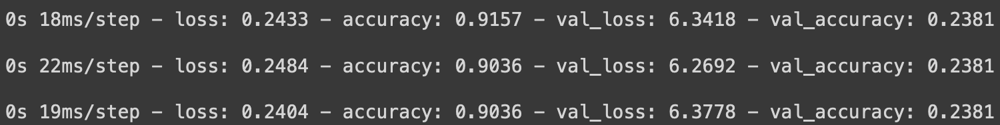 0s 18ms/step – loss: 0.2433 – accuracy: 0.9157 – val_loss: 6.3418 – val_accuracy: 0.2381
0s 22ms/step – loss: 0.2484 – accuracy: 0.9036 – val_loss: 6.2692 – val_accuracy: 0.2381
0s 19ms/step – loss: 0.2404 – accuracy: 0.9036 – val_loss: 6.3778 – val_accuracy: 0.2381